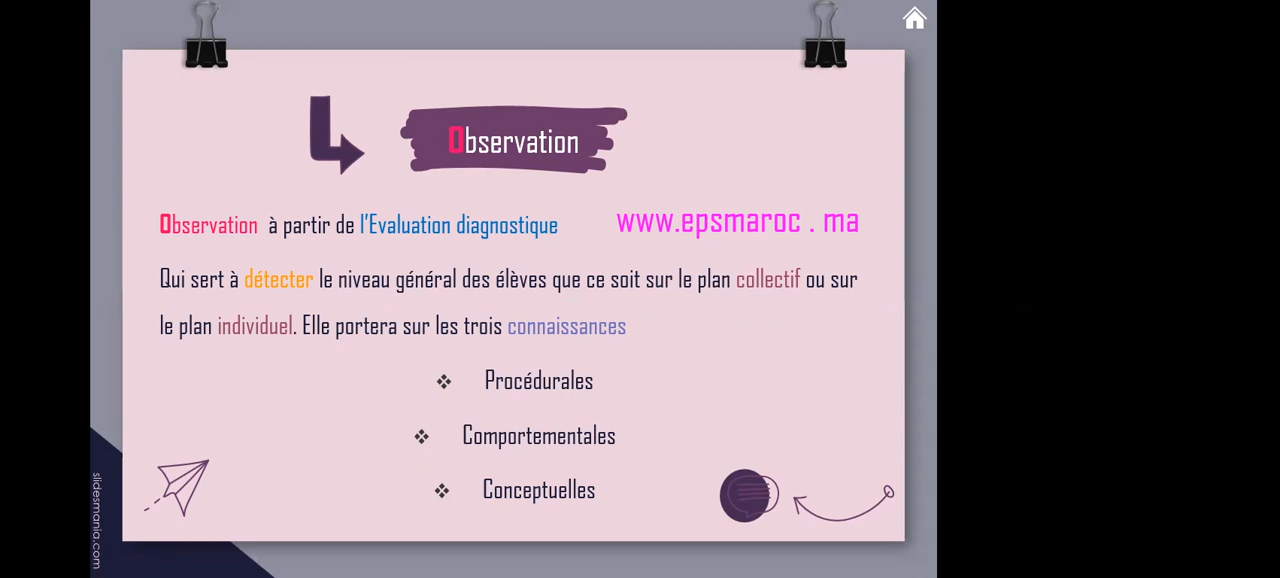 Observation
Observation à partir de l'Evaluation diagnostique
www.epsmaroc . ma
Qui sert à détecter le niveau général des élèves que ce soit sur le plan collectif ou sur
le plan individuel. Elle portera sur les trois connaissances
❖ Procédurales
❖ Comportementales
❖ Conceptuelles
slidesmania.com